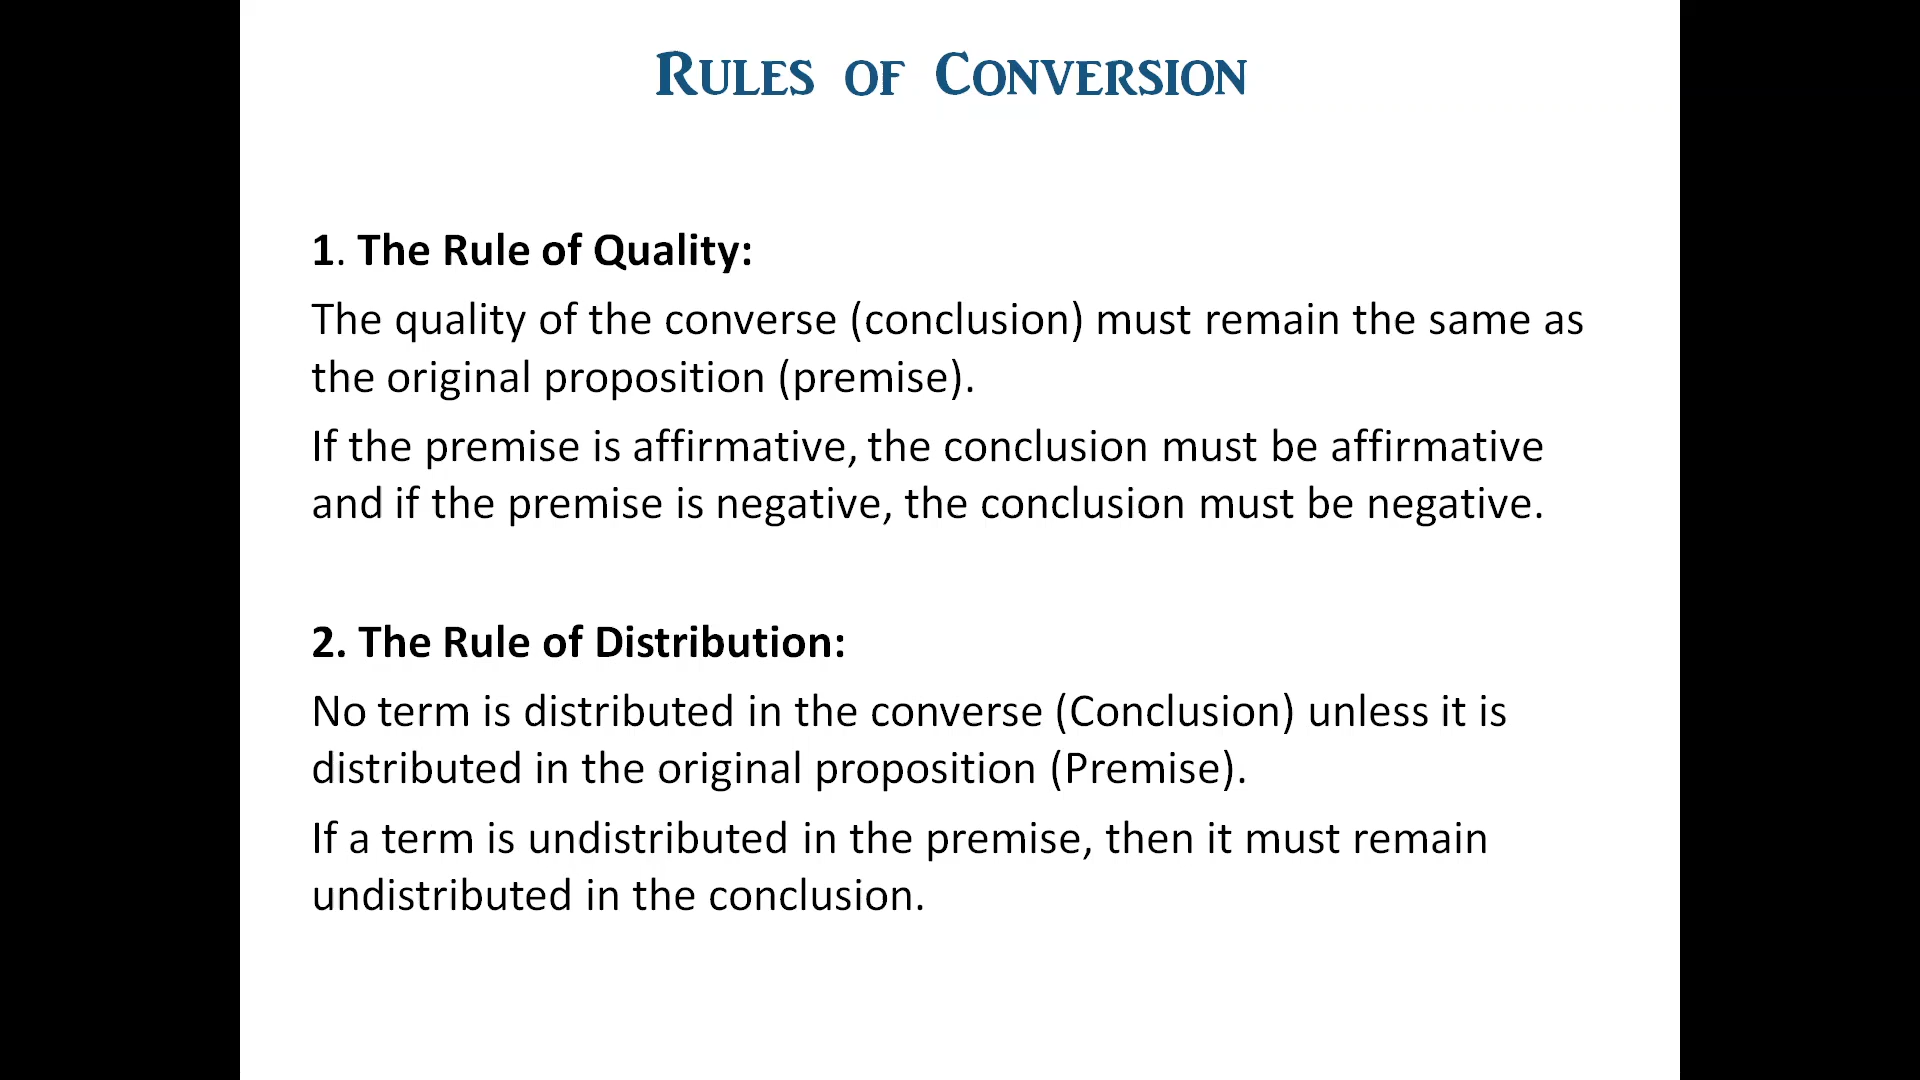 Rules of Conversion
1. The Rule of Quality:
The quality of the converse (conclusion) must remain the same as
the original proposition (premise).
If the premise is affirmative, the conclusion must be affirmative
and if the premise is negative, the conclusion must be negative.
2. The Rule of Distribution:
No term is distributed in the converse (Conclusion) unless it is
distributed in the original proposition (Premise).
If a term is undistributed in the premise, then it must remain
undistributed in the conclusion.